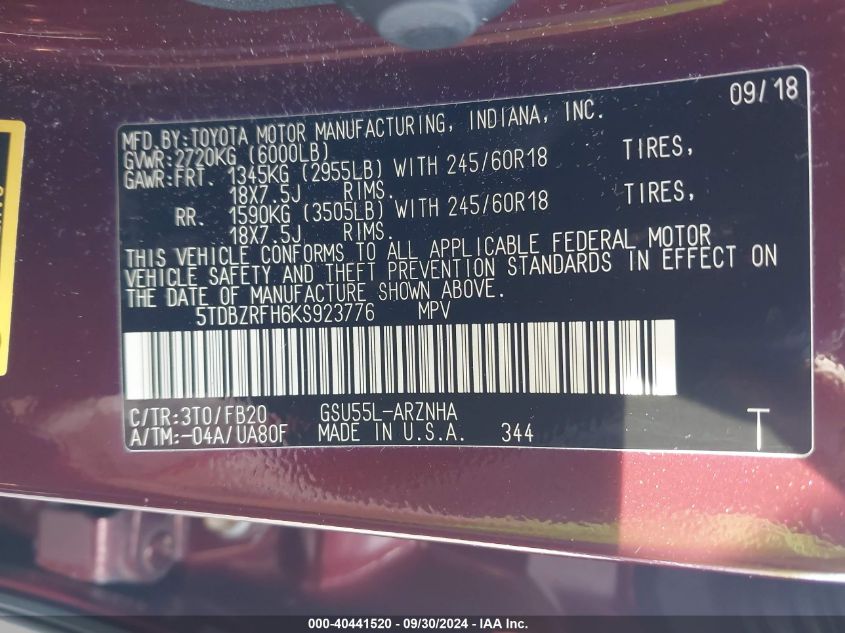 09/18
MFD.BY:TOYOTA MOTOR MANUFACTURING, INDIANA, INC.
GVWR:2720KG (6000LB)
GAWR:FRT. 1345KG (2955LB) WITH 245/60R18 TIRES,
18X7.5J RIMS.
RR. 1590KG (3505LB) WITH 245/60R18 TIRES,
18X7.5J RIMS.
THIS VEHICLE CONFORMS TO ALL APPLICABLE FEDERAL MOTOR
VEHICLE SAFETY AND THEFT PREVENTION STANDARDS IN EFFECT ON
THE DATE OF MANUFACTURE SHOWN ABOVE.
5TDBZRFH6KS923776 MPV
C/TR:3T0/FB20 GSU55L-ARZNHA
A/TM:-04A/UA80F MADE IN U.S.A. 344 T
000-40441520 • 09/30/2024 • IAA Inc.